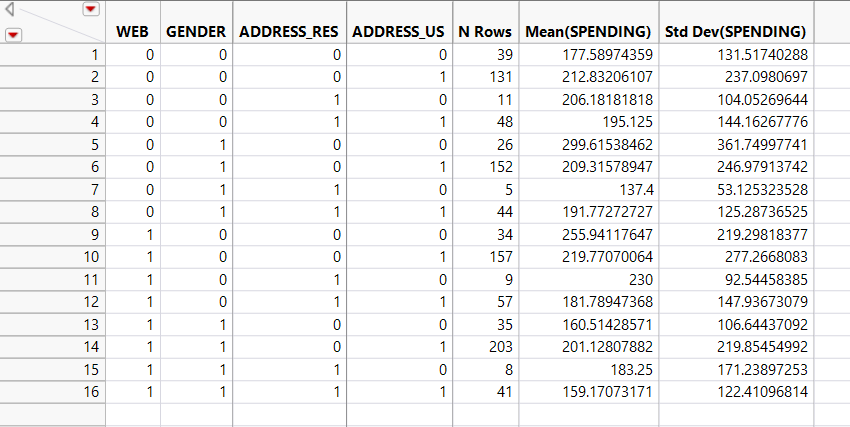 WEB GENDER ADDRESS_RES ADDRESS_US N Rows Mean(SPENDING) Std Dev(SPENDING)
1 0 0 0 0 39 177.58974359 131.51740288
2 0 0 0 1 131 212.83206107 237.0980697
3 0 0 1 0 11 206.18181818 104.05269644
4 0 0 1 1 48 195.125 144.16267776
5 0 1 0 0 26 299.61538462 361.74997741
6 0 1 0 1 152 209.31578947 246.97913742
7 0 1 1 0 5 137.4 53.125323528
8 0 1 1 1 44 191.77272727 125.28736525
9 1 0 0 0 34 255.94117647 219.29818377
10 1 0 0 1 157 219.77070064 277.2668083
11 1 0 1 0 9 230 92.54458385
12 1 0 1 1 57 181.78947368 147.93673079
13 1 1 0 0 35 160.51428571 106.64437092
14 1 1 0 1 203 201.12807882 219.85454992
15 1 1 1 0 8 183.25 171.23897253
16 1 1 1 1 41 159.17073171 122.41096814